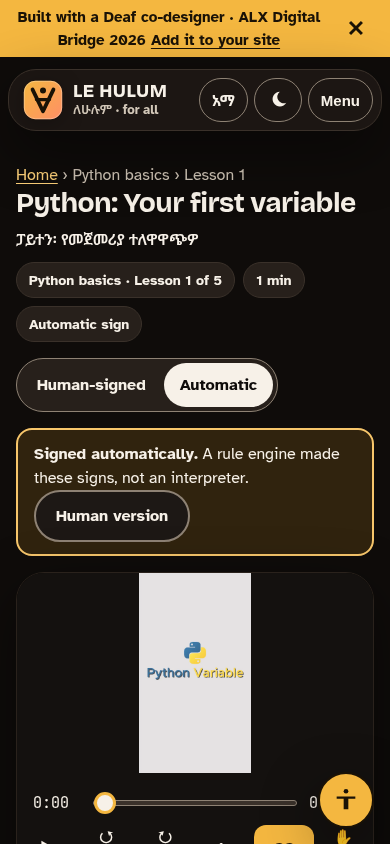 Built with a Deaf co-designer · ALX Digital
Bridge 2026 Add it to your site
LE HULUM
ለሁሉም · for all
አማ
Menu
Home › Python basics › Lesson 1
Python: Your first variable
ፓይተን፡ የመጀመሪያ ተለዋዋጭዎ
Python basics · Lesson 1 of 5
1 min
Automatic sign
Human-signed
Automatic
Signed automatically. A rule engine made
these signs, not an interpreter.
Human version
Python Variable
0:00